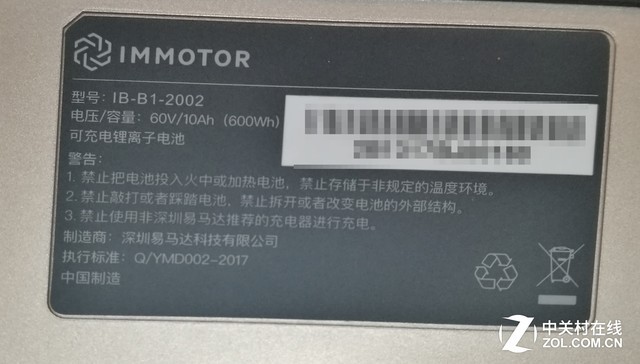 IMMOTOR
型号：IB-B1-2002
电压/容量：60V/10Ah（600Wh）
可充电锂离子电池
警告：
1. 禁止把电池投入火中或加热电池，禁止存储于非规定的温度环境。
2. 禁止敲打或者踩踏电池，禁止拆开或者改变电池的外部结构。
3. 禁止使用非深圳易马达推荐的充电器进行充电。
制造商：深圳易马达科技有限公司
执行标准：Q/YMD002-2017
中国制造
中关村在线
ZOL.COM.CN